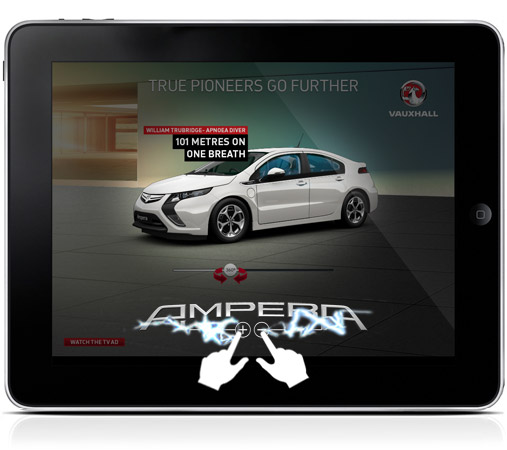 TRUE PIONEERS GO FURTHER
VAUXHALL
WILLIAM TRUBRIDGE - APNOEA DIVER
101 METRES ON
ONE BREATH
360°
AMPERA
WATCH THE TV AD